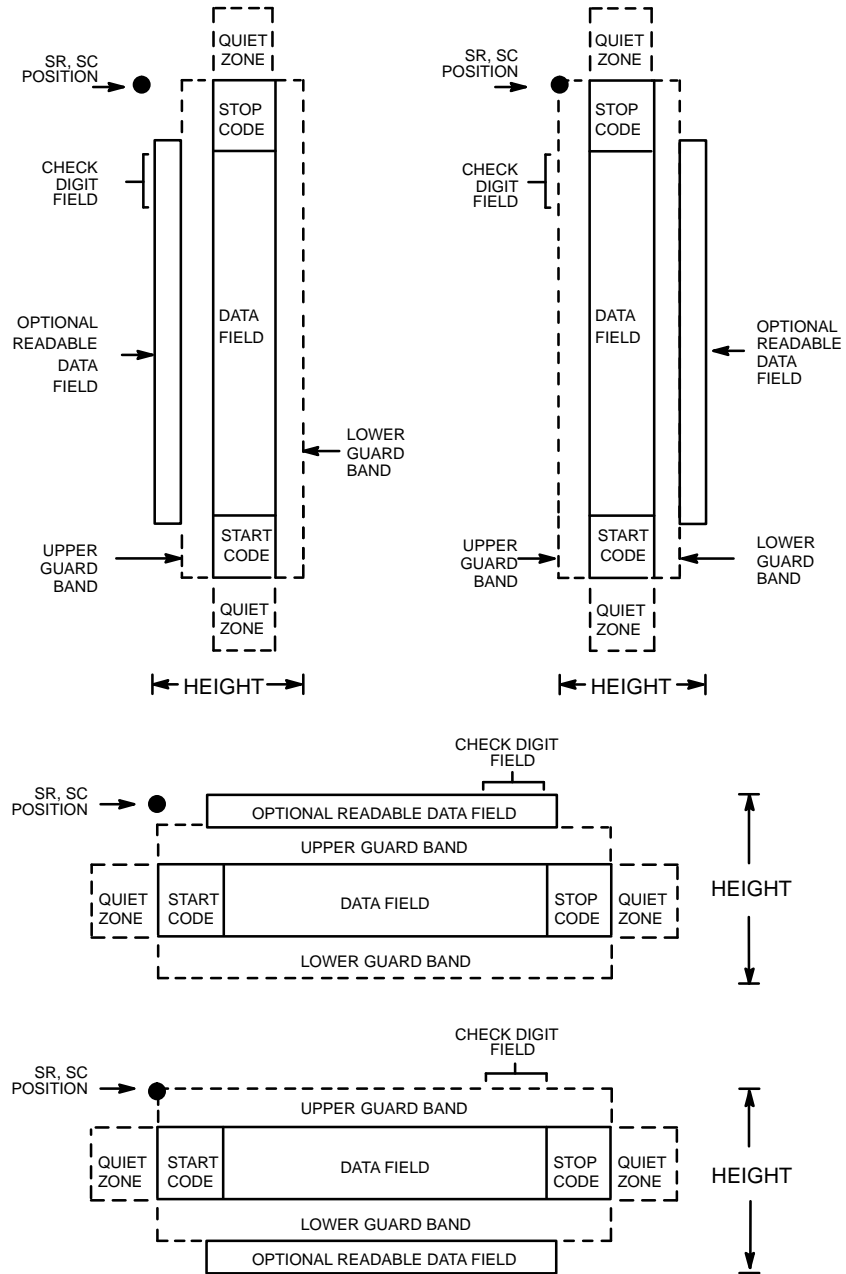 QUIET
ZONE
SR, SC
POSITION
STOP
CODE
CHECK
DIGIT
FIELD
OPTIONAL
READABLE
DATA
FIELD
DATA
FIELD
LOWER
GUARD
BAND
UPPER
GUARD
BAND
START
CODE
QUIET
ZONE
HEIGHT
QUIET
ZONE
SR, SC
POSITION
STOP
CODE
CHECK
DIGIT
FIELD
DATA
FIELD
OPTIONAL
READABLE
DATA
FIELD
UPPER
GUARD
BAND
START
CODE
LOWER
GUARD
BAND
QUIET
ZONE
HEIGHT
CHECK DIGIT
FIELD
SR, SC
POSITION
OPTIONAL READABLE DATA FIELD
UPPER GUARD BAND
QUIET
ZONE
START
CODE
DATA FIELD
STOP
CODE
QUIET
ZONE
HEIGHT
LOWER GUARD BAND
CHECK DIGIT
FIELD
SR, SC
POSITION
UPPER GUARD BAND
QUIET
ZONE
START
CODE
DATA FIELD
STOP
CODE
QUIET
ZONE
HEIGHT
LOWER GUARD BAND
OPTIONAL READABLE DATA FIELD